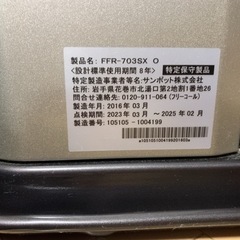 製品名：FFR-703SX O
<設計標準使用期間 8年> 特定保守製品
特定製造事業者等名：サンポット株式会社
住所：岩手県花巻市北湯口第2地割1番地26
問合せ連絡先：0120-911-064（フリーコール）
製造年月：2016年 03月
点検期間：2023年 03月 ～ 2025年 02月
製造番号：105105 - 1004199